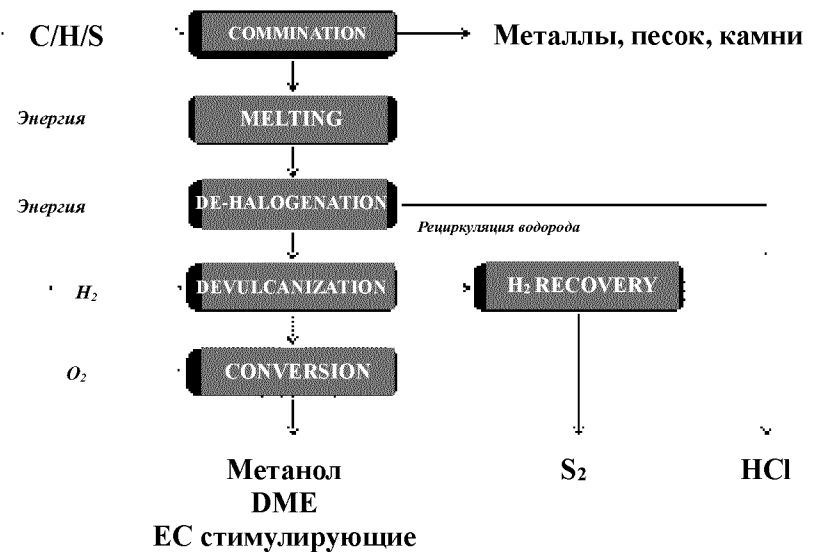 C/H/S
COMMINATION
Металлы, песок, камни
Энергия
MELTING
Энергия
DE-HALOGENATION
Рециркуляция водорода
H₂
DEVULCANIZATION
H₂ RECOVERY
O₂
CONVERSION
Метанол
DME
ЕС стимулирующие
S₂
HCl